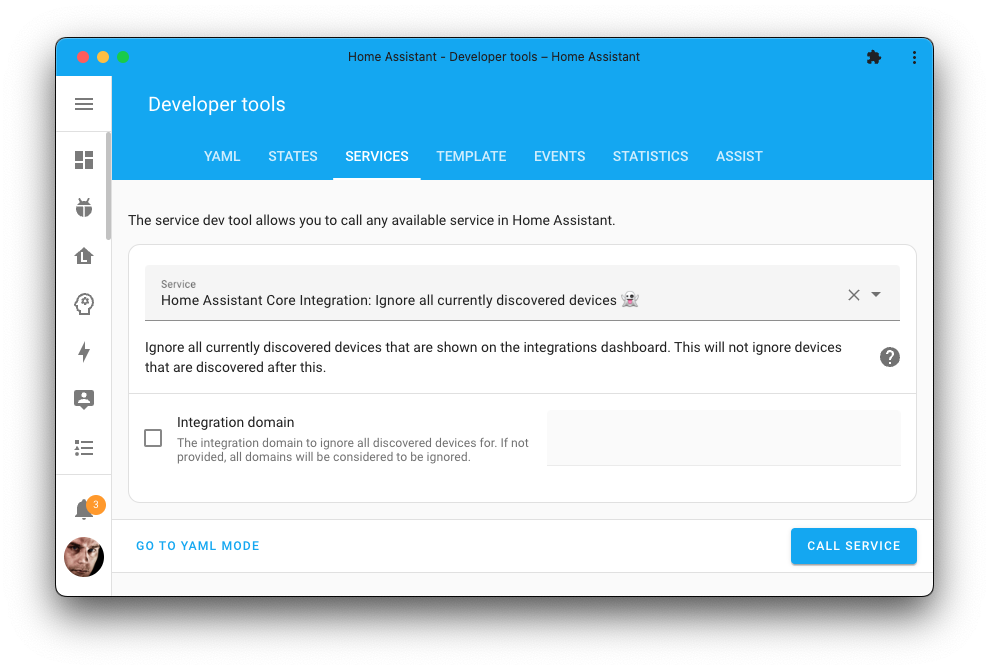 Home Assistant - Developer tools – Home Assistant
Developer tools
YAML STATES SERVICES TEMPLATE EVENTS STATISTICS ASSIST
The service dev tool allows you to call any available service in Home Assistant.
Service
Home Assistant Core Integration: Ignore all currently discovered devices 👻
Ignore all currently discovered devices that are shown on the integrations dashboard. This will not ignore devices
that are discovered after this.
Integration domain
The integration domain to ignore all discovered devices for. If not
provided, all domains will be considered to be ignored.
3
GO TO YAML MODE
CALL SERVICE